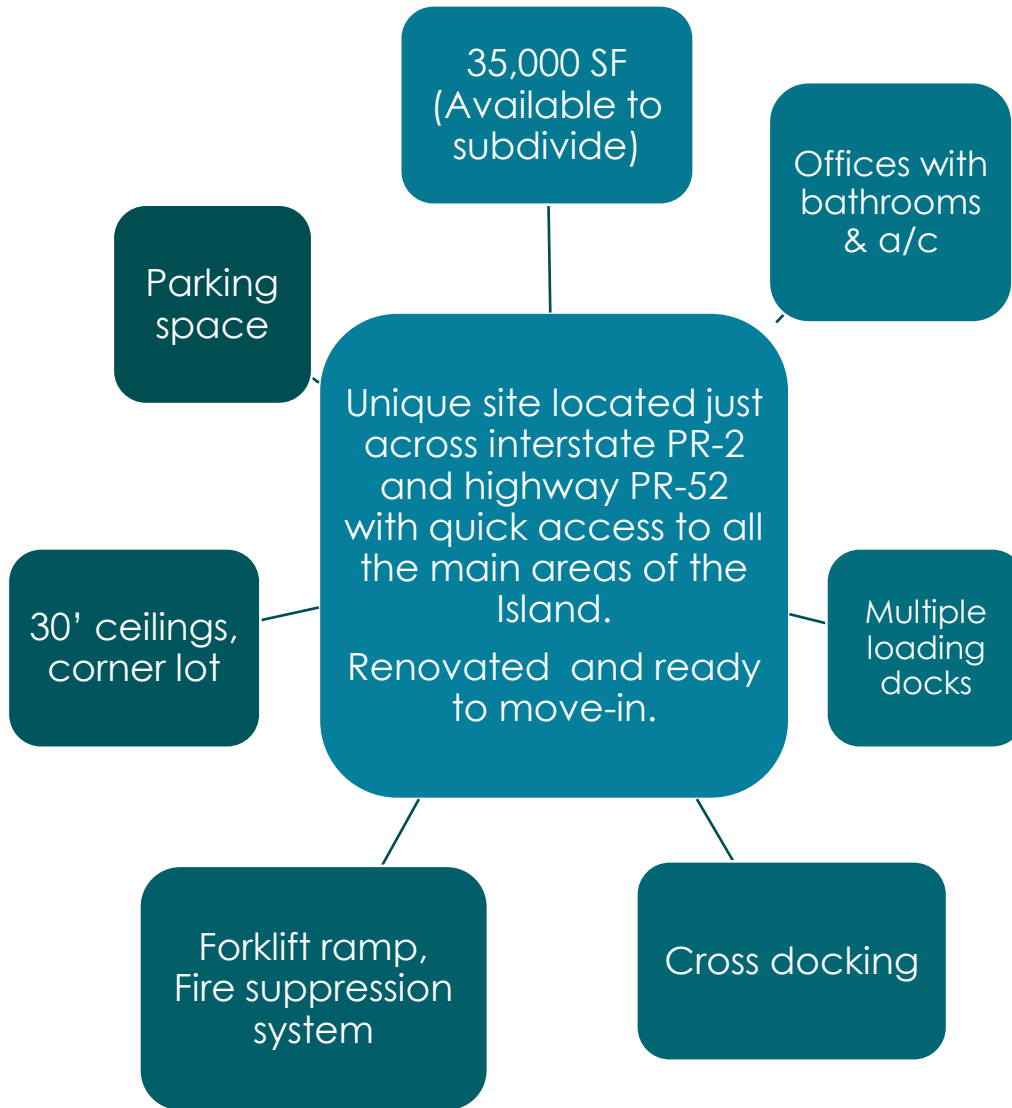 35,000 SF
(Available to
subdivide)
Offices with
bathrooms
& a/c
Parking
space
Unique site located just
across interstate PR-2
and highway PR-52
with quick access to all
the main areas of the
Island.
Renovated and ready
to move-in.
30’ ceilings,
corner lot
Multiple
loading
docks
Forklift ramp,
Fire suppression
system
Cross docking